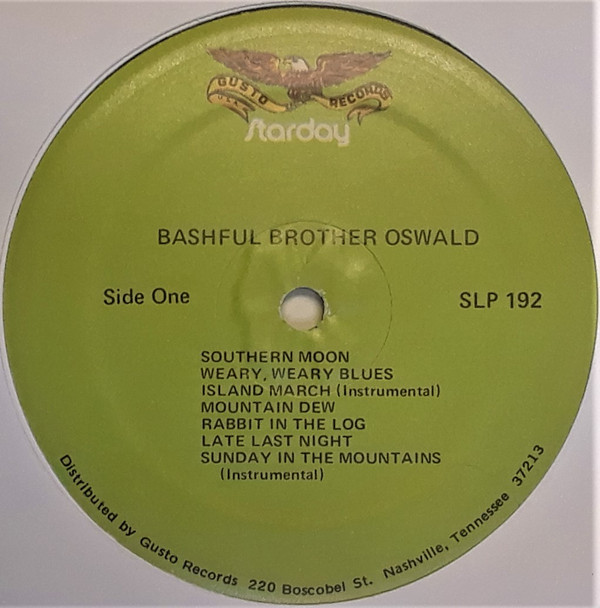 GUSTO RECORDS
U.S.A.
Starday
BASHFUL BROTHER OSWALD
Side One
SLP 192
SOUTHERN MOON
WEARY, WEARY BLUES
ISLAND MARCH (Instrumental)
MOUNTAIN DEW
RABBIT IN THE LOG
LATE LAST NIGHT
SUNDAY IN THE MOUNTAINS
(Instrumental)
Distributed by Gusto Records 220 Boscobel St. Nashville, Tennessee 37213